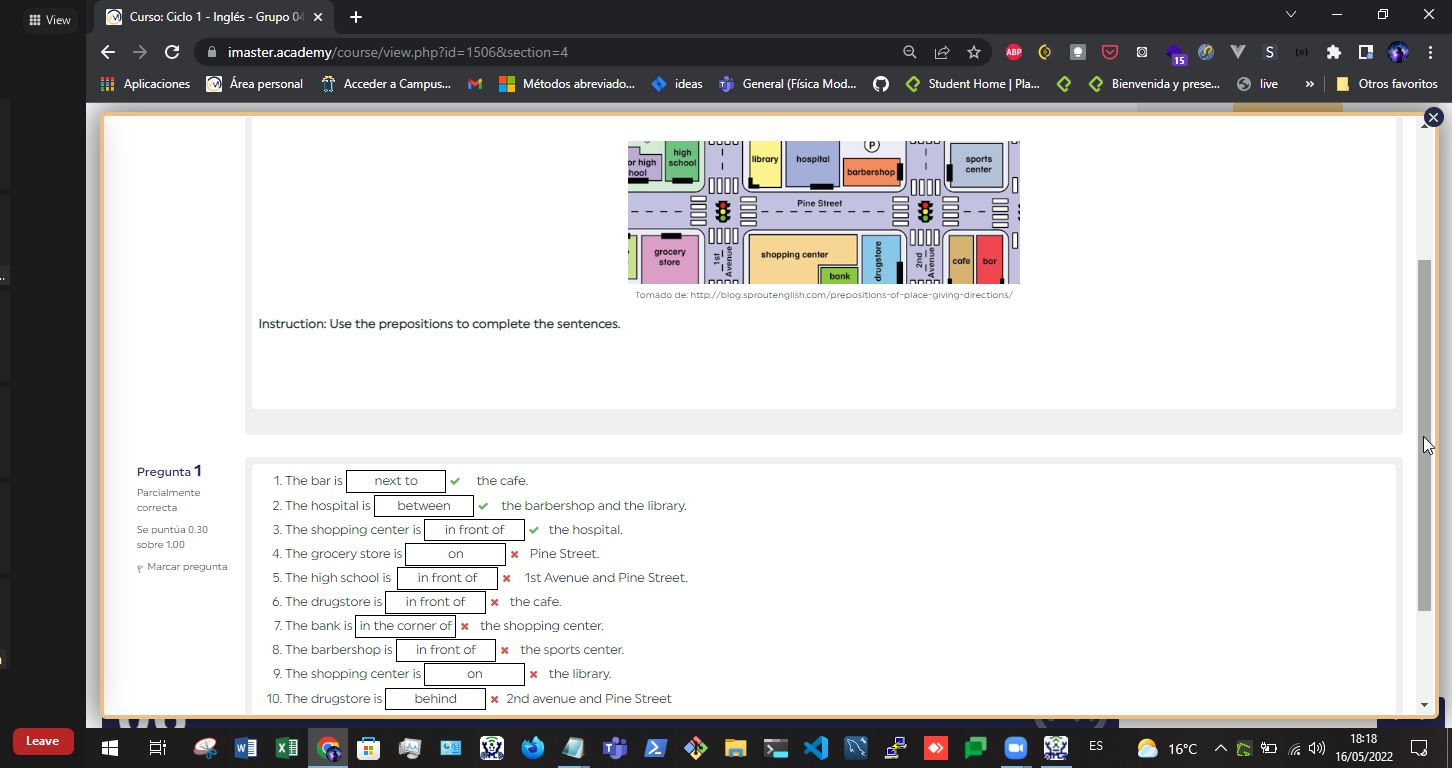 View
Curso: Ciclo 1 - Inglés - Grupo 04
imaster.academy/course/view.php?id=1506&section=4
ABP
15
S
Aplicaciones
Área personal
Acceder a Campus...
Métodos abreviado...
ideas
General (Física Mod...
Student Home | Pla...
Bienvenida y prese...
live
»
Otros favoritos
P
or high
hool
high
school
library
hospital
barbershop
sports
center
Pine Street
grocery
store
1st
Avenue
shopping center
bank
drugstore
2nd
Avenue
cafe
bar
Tomado de: http://blog.sproutenglish.com/prepositions-of-place-giving-directions/
Instruction: Use the prepositions to complete the sentences.
Pregunta 1
Parcialmente
correcta
Se puntúa 0.30
sobre 1.00
Marcar pregunta
1. The bar is next to the cafe.
2. The hospital is between the barbershop and the library.
3. The shopping center is in front of the hospital.
4. The grocery store is on Pine Street.
5. The high school is in front of 1st Avenue and Pine Street.
6. The drugstore is in front of the cafe.
7. The bank is in the corner of the shopping center.
8. The barbershop is in front of the sports center.
9. The shopping center is on the library.
10. The drugstore is behind 2nd avenue and Pine Street
Leave
ES
16°C
18:18
16/05/2022